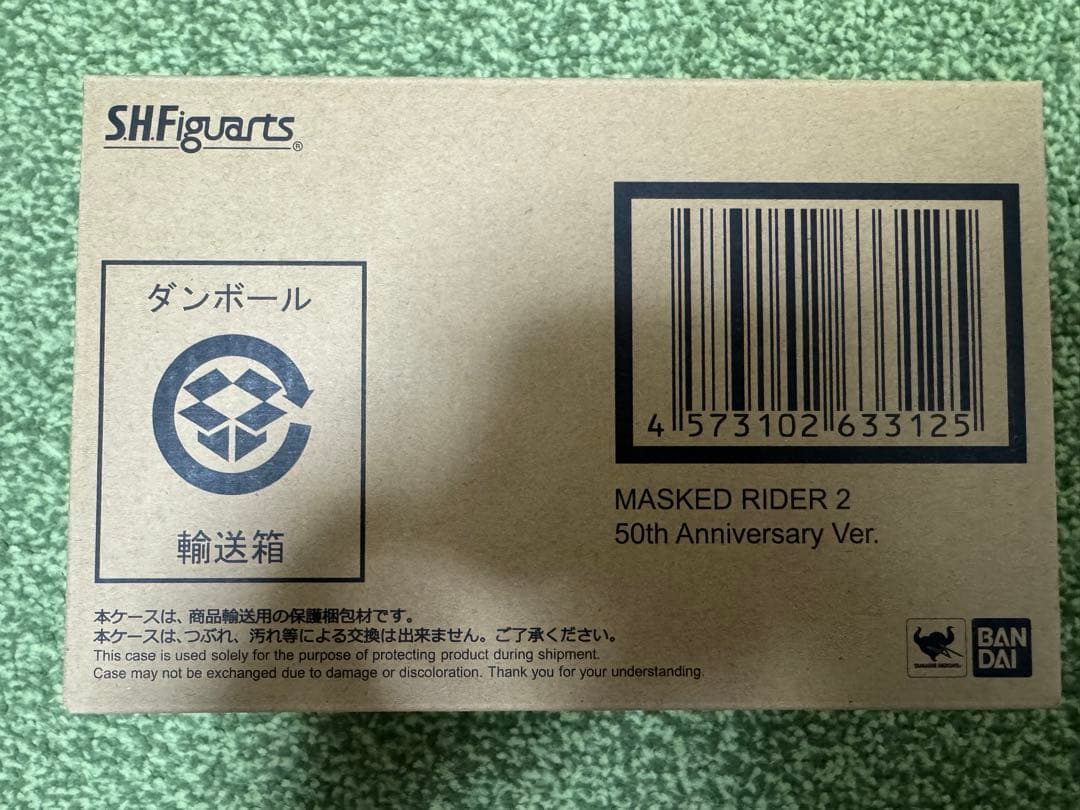 S.H.Figuarts®
ダンボール
輸送箱
4 573102 633125
MASKED RIDER 2
50th Anniversary Ver.
本ケースは、商品輸送用の保護梱包材です。
本ケースは、つぶれ、汚れ等による交換は出来ません。ご了承ください。
This case is used solely for the purpose of protecting product during shipment.
Case may not be exchanged due to damage or discoloration. Thank you for your understanding.
BAN
DAI